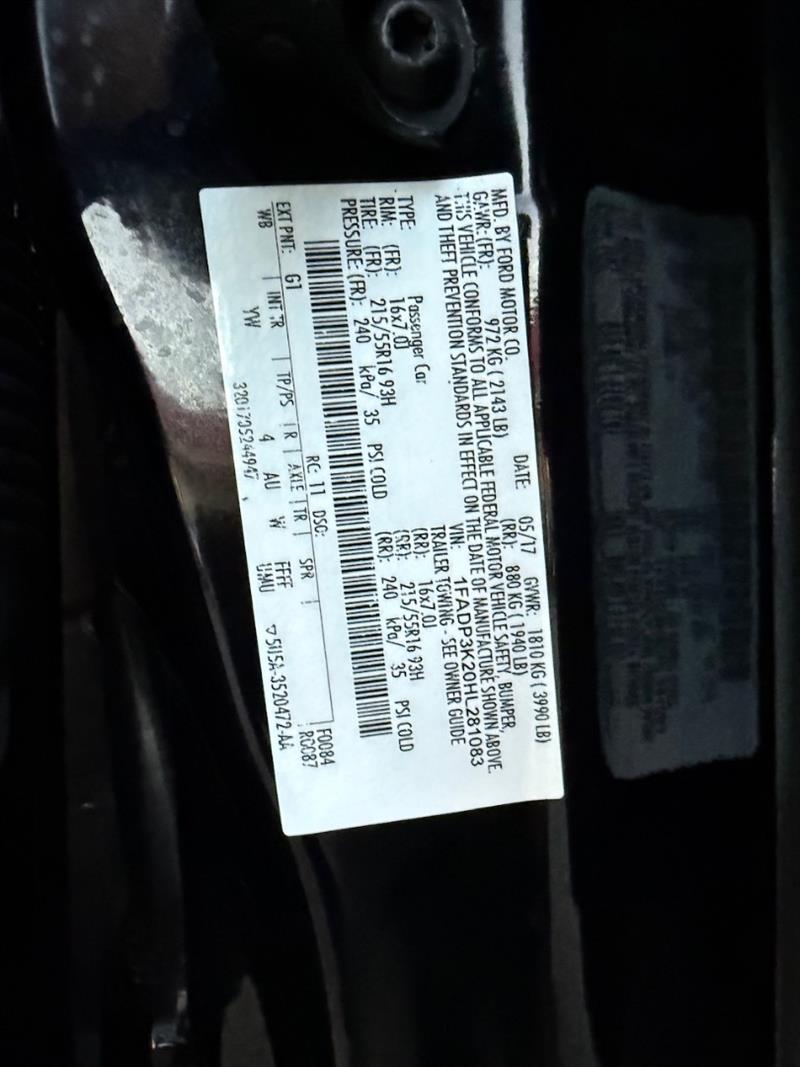 MFD. BY FORD MOTOR CO.
DATE: 05/17 GVWR: 1810 KG ( 3990 LB)
GAWR: (FR): 972 KG ( 2143 LB) (RR): 880 KG ( 1940 LB)
THIS VEHICLE CONFORMS TO ALL APPLICABLE FEDERAL MOTOR VEHICLE SAFETY, BUMPER,
AND THEFT PREVENTION STANDARDS IN EFFECT ON THE DATE OF MANUFACTURE SHOWN ABOVE.
VIN: 1FADP3K20HL281083
TYPE: Passenger Car TRAILER TOWING - SEE OWNER GUIDE
RIM: (FR): 16x7.0J (RR): 16x7.0J
TIRE: (FR): 215/55R16 93H (RR): 215/55R16 93H
PRESSURE: (FR): 240 kPa/ 35 PSI COLD (RR): 240 kPa/ 35 PSI COLD
F0084
RC: 11 DSO: R0087
EXT PNT: G1 | INT TR | TP/PS | R | AXLE | TR | SPR |
WB YW 4 AU W FFFF UMU
320170524494 ▽ 5U5A-3520472-AA